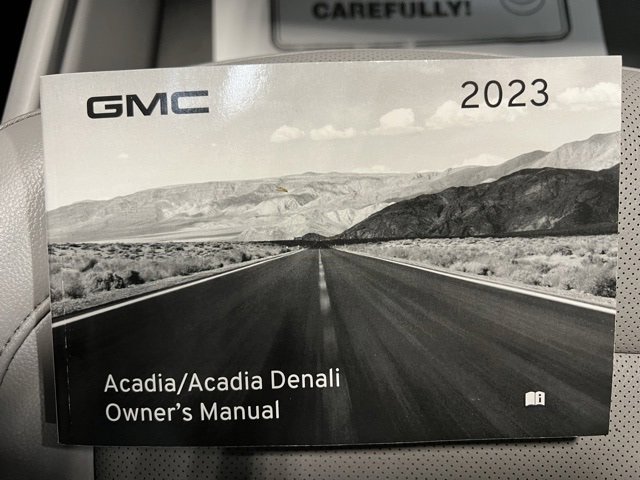 CAREFULLY!
GMC
2023
Acadia/Acadia Denali
Owner's Manual